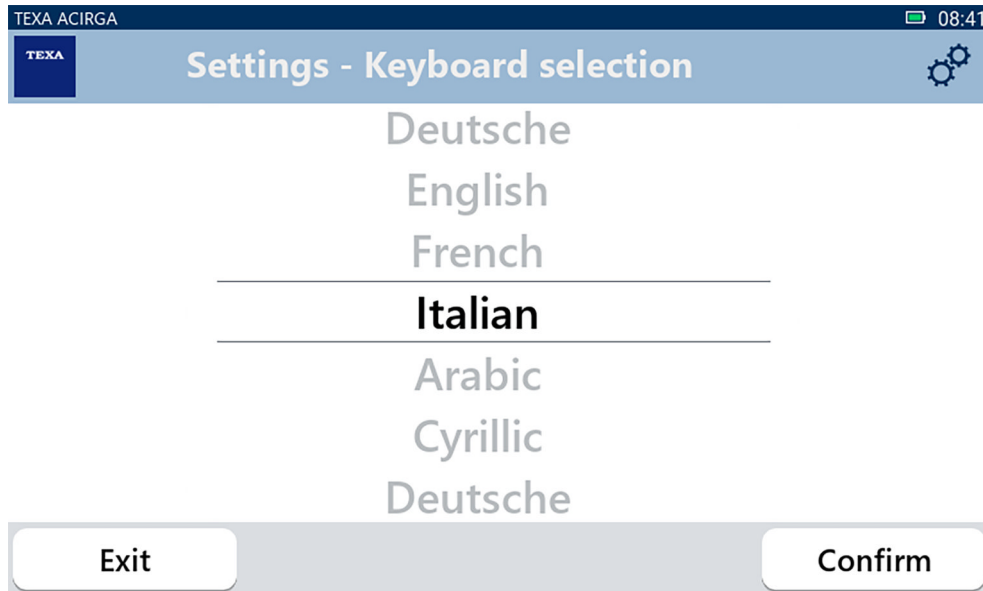 TEXA ACIRGA 08:41
TEXA
Settings - Keyboard selection
Deutsche
English
French
Italian
Arabic
Cyrillic
Deutsche
Exit Confirm